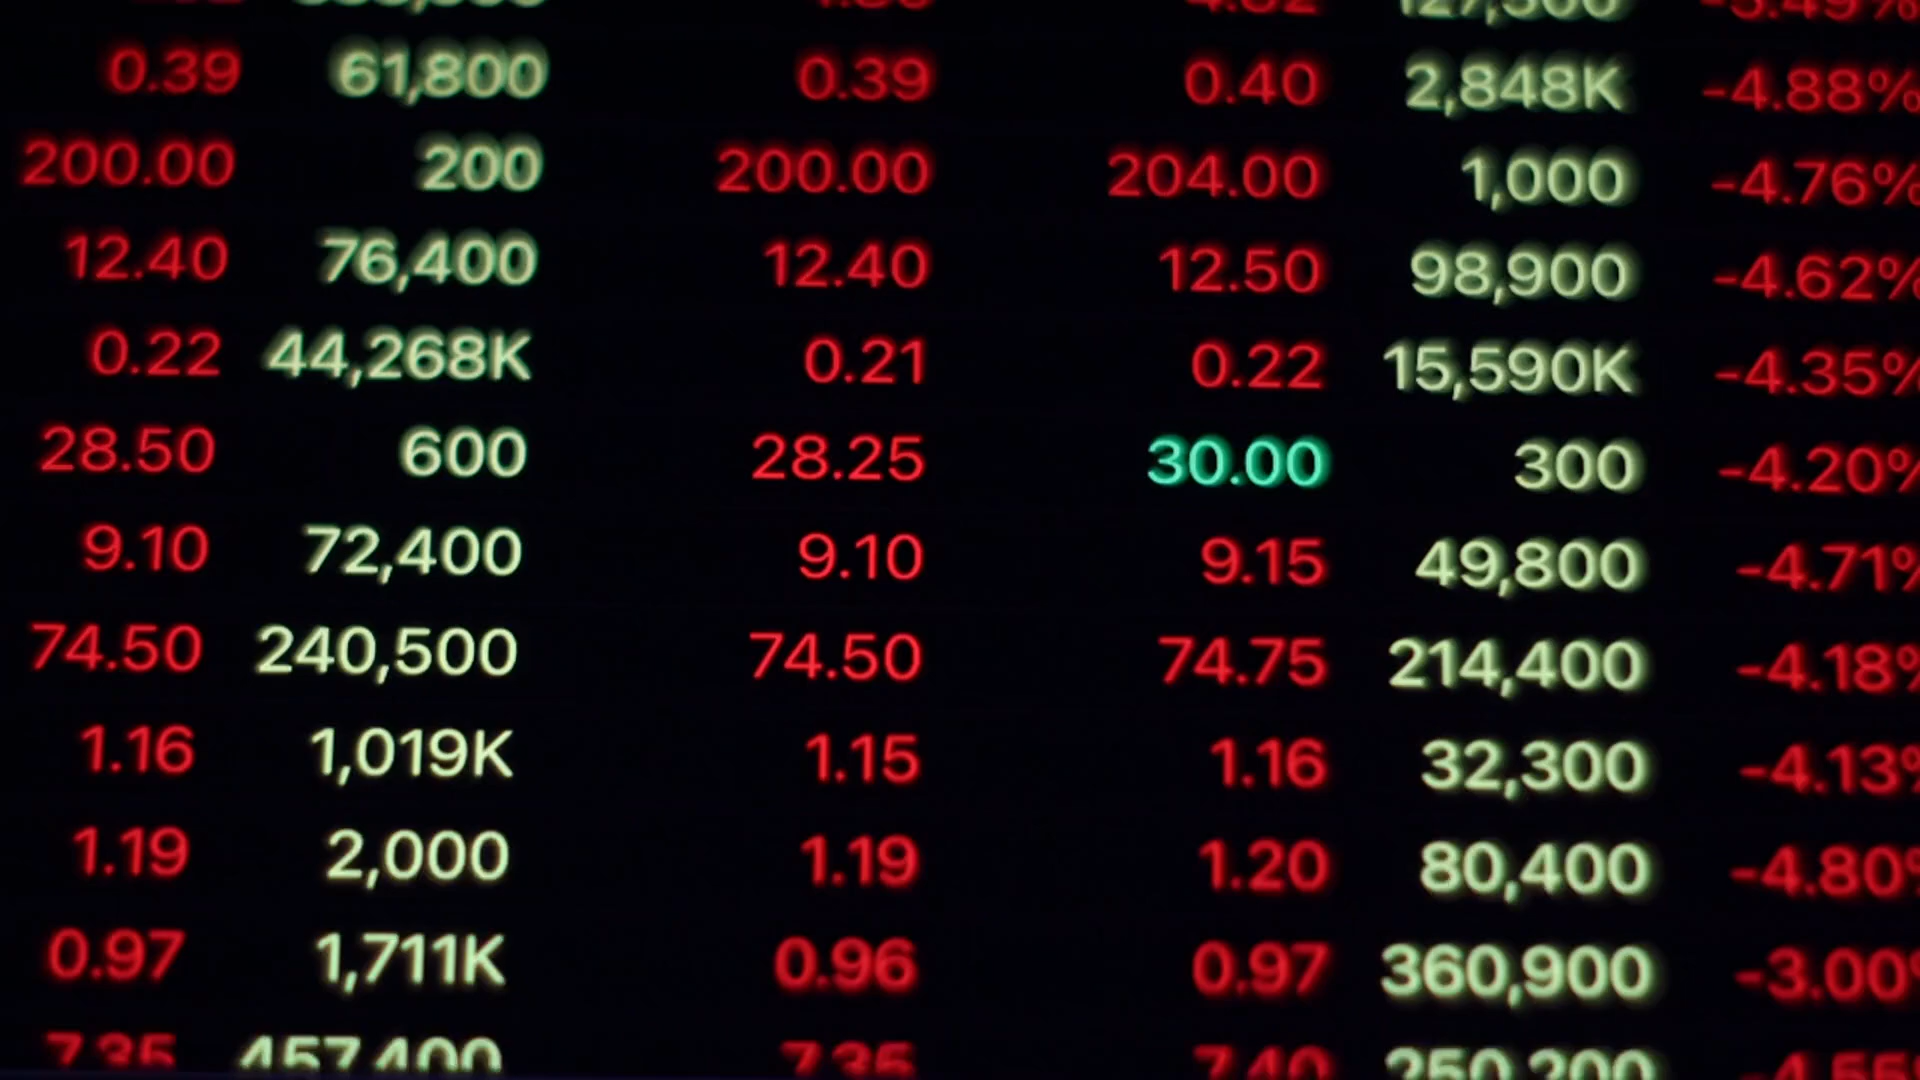 0.39 61,800 0.39 0.40 2,848K -4.88%
200.00 200 200.00 204.00 1,000 -4.76%
12.40 76,400 12.40 12.50 98,900 -4.62%
0.22 44,268K 0.21 0.22 15,590K -4.35%
28.50 600 28.25 30.00 300 -4.20%
9.10 72,400 9.10 9.15 49,800 -4.71%
74.50 240,500 74.50 74.75 214,400 -4.18%
1.16 1,019K 1.15 1.16 32,300 -4.13%
1.19 2,000 1.19 1.20 80,400 -4.80%
0.97 1,711K 0.96 0.97 360,900 -3.00%
7.35 457,400 7.35 7.40 250,200 -4.55%